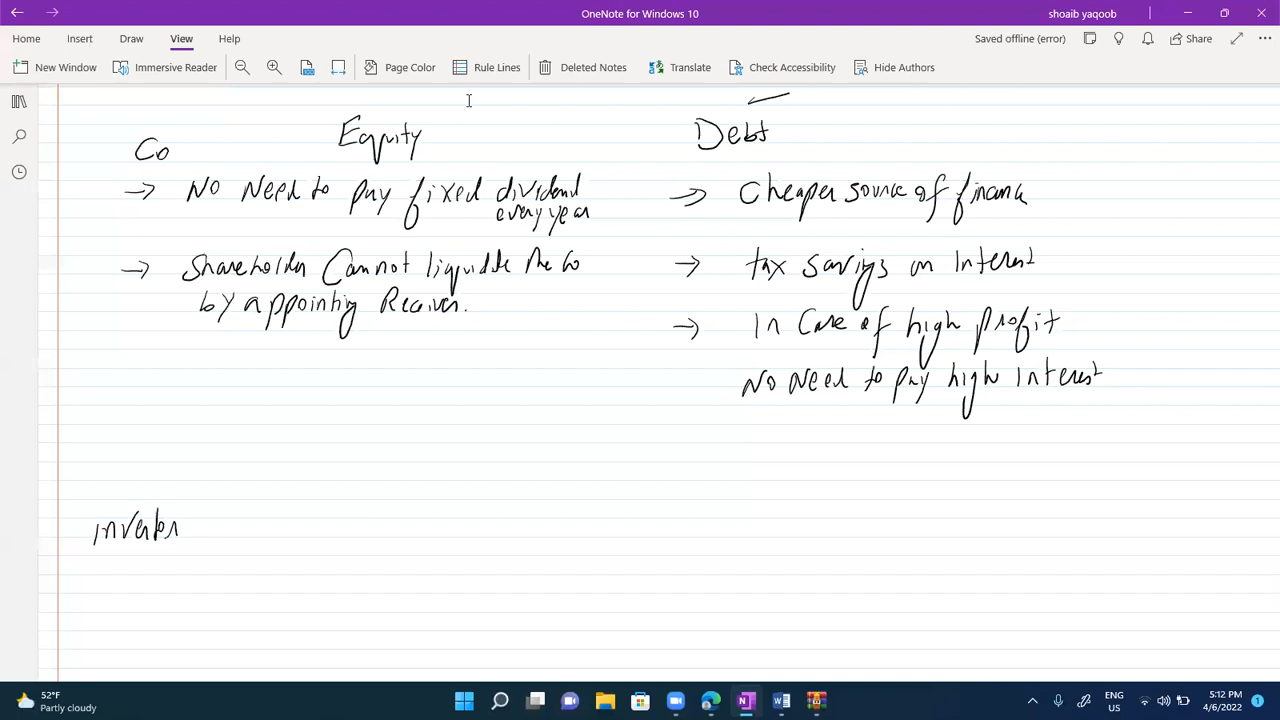 OneNote for Windows 10
shoaib yaqoob
Home Insert Draw View Help
Saved offline (error)
Share
New Window Immersive Reader Page Color Rule Lines Deleted Notes Translate Check Accessibility Hide Authors
Equity Debt
Co
→ No Need to pay fixed dividend
every year
→ Cheaper source of finance
→ Shareholder Cannot liquidate the Co
by appointing Receiver.
→ tax savings on Interest
→ In Case of high profit
No Need to pay high Interest
investor
52°F
Partly cloudy
ENG
US
5:12 PM
4/6/2022
1